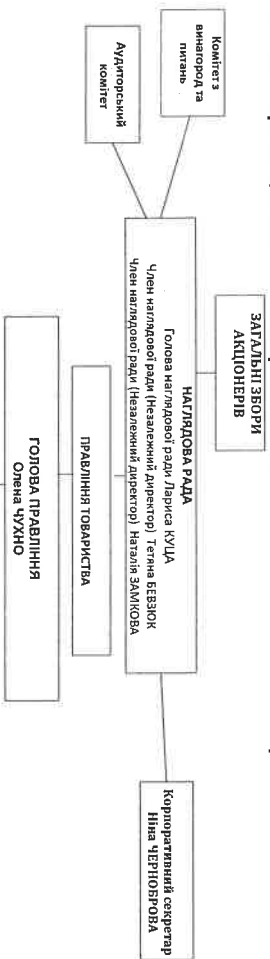 ЗАГАЛЬНІ ЗБОРИ
АКЦІОНЕРІВ
Комітет з
винагород та
питань
Аудиторський
комітет
НАГЛЯДОВА РАДА
Голова наглядової ради Лариса КУЦА
Член наглядової ради (Незалежний директор) Тетяна БЕВЗЮК
Член наглядової ради (Незалежний директор) Наталія ЗАМКОВА
Корпоративний секретар
Ніна ЧЕРНОБРОВА
ПРАВЛІННЯ ТОВАРИСТВА
ГОЛОВА ПРАВЛІННЯ
Олена ЧУХНО